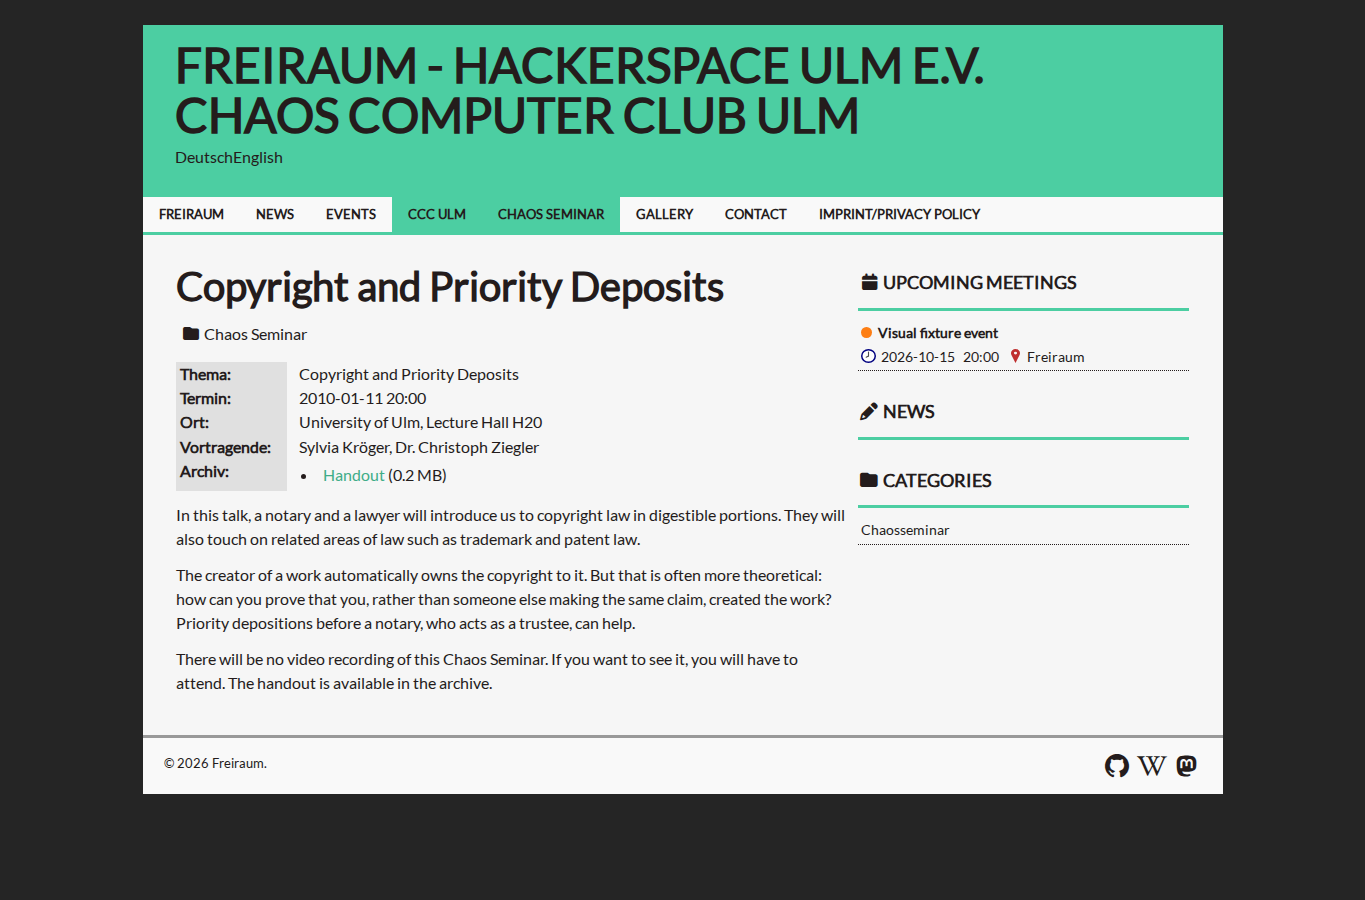 FREIRAUM - HACKERSPACE ULM E.V.
CHAOS COMPUTER CLUB ULM
DeutschEnglish
FREIRAUM NEWS EVENTS CCC ULM CHAOS SEMINAR GALLERY CONTACT IMPRINT/PRIVACY POLICY
Copyright and Priority Deposits
Chaos Seminar
Thema: Copyright and Priority Deposits
Termin: 2010-01-11 20:00
Ort: University of Ulm, Lecture Hall H20
Vortragende: Sylvia Kröger, Dr. Christoph Ziegler
Archiv: • Handout (0.2 MB)
In this talk, a notary and a lawyer will introduce us to copyright law in digestible portions. They will
also touch on related areas of law such as trademark and patent law.
The creator of a work automatically owns the copyright to it. But that is often more theoretical:
how can you prove that you, rather than someone else making the same claim, created the work?
Priority depositions before a notary, who acts as a trustee, can help.
There will be no video recording of this Chaos Seminar. If you want to see it, you will have to
attend. The handout is available in the archive.
UPCOMING MEETINGS
Visual fixture event
2026-10-15 20:00 Freiraum
NEWS
CATEGORIES
Chaosseminar
© 2026 Freiraum.